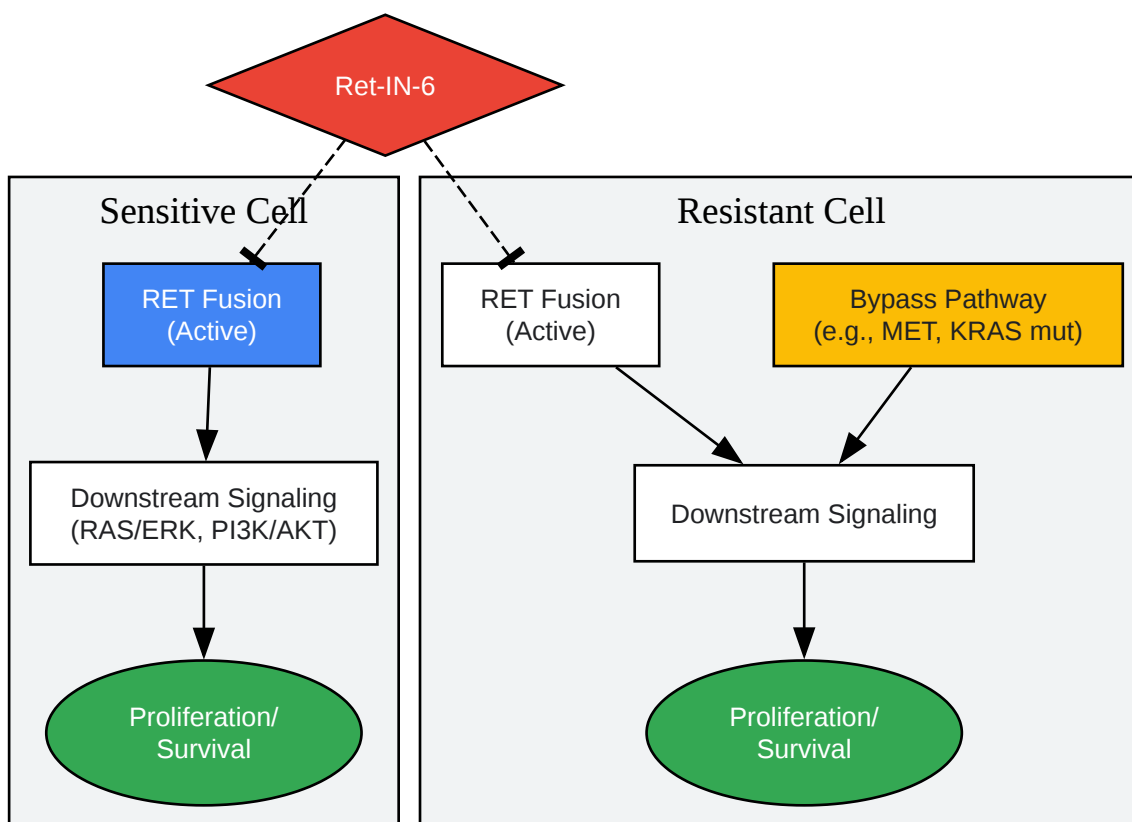 Ret-IN-6
Sensitive Cell
RET Fusion
(Active)
Downstream Signaling
(RAS/ERK, PI3K/AKT)
Proliferation/
Survival
Resistant Cell
RET Fusion
(Active)
Bypass Pathway
(e.g., MET, KRAS mut)
Downstream Signaling
Proliferation/
Survival